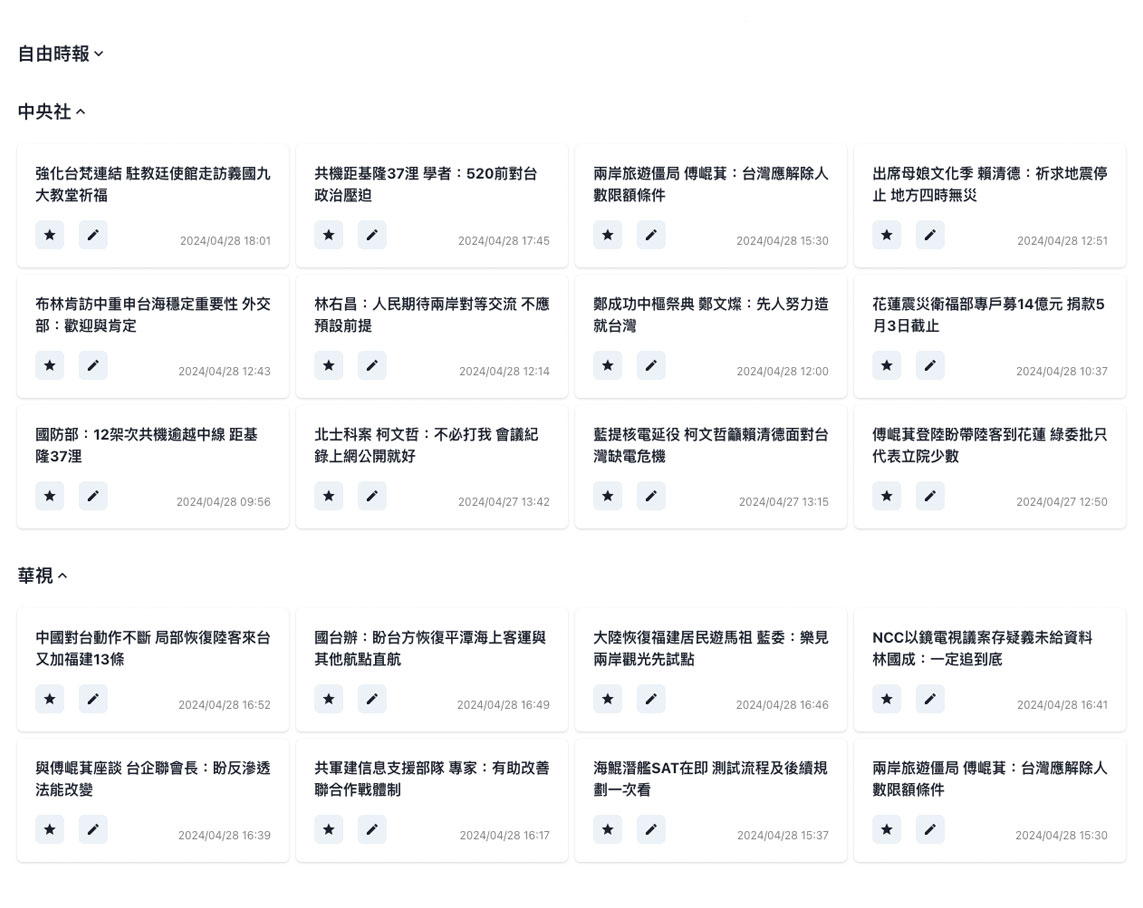 自由時報
中央社
強化台梵連結 駐教廷使館走訪義國九
大教堂祈福
2024/04/28 18:01
共機距基隆37浬 學者：520前對台
政治壓迫
2024/04/28 17:45
兩岸旅遊僵局 傅崐萁：台灣應解除人
數限額條件
2024/04/28 15:30
出席母娘文化季 賴清德：祈求地震停
止 地方四時無災
2024/04/28 12:51
布林肯訪中重申台海穩定重要性 外交
部：歡迎與肯定
2024/04/28 12:43
林右昌：人民期待兩岸對等交流 不應
預設前提
2024/04/28 12:14
鄭成功中樞祭典 鄭文燦：先人努力造
就台灣
2024/04/28 12:00
花蓮震災衛福部專戶募14億元 捐款5
月3日截止
2024/04/28 10:37
國防部：12架次共機逾越中線 距基
隆37浬
2024/04/28 09:56
北士科案 柯文哲：不必打我 會議紀
錄上網公開就好
2024/04/27 13:42
藍提核電延役 柯文哲籲賴清德面對台
灣缺電危機
2024/04/27 13:15
傅崐萁登陸盼帶陸客到花蓮 綠委批只
代表立院少數
2024/04/27 12:50
華視
中國對台動作不斷 局部恢復陸客來台
又加福建13條
2024/04/28 16:52
國台辦：盼台方恢復平潭海上客運與
其他航點直航
2024/04/28 16:49
大陸恢復福建居民遊馬祖 藍委：樂見
兩岸觀光先試點
2024/04/28 16:46
NCC以鏡電視議案存疑義未給資料
林國成：一定追到底
2024/04/28 16:41
與傅崐萁座談 台企聯會長：盼反滲透
法能改變
2024/04/28 16:39
共軍建信息支援部隊 專家：有助改善
聯合作戰體制
2024/04/28 16:17
海鯤潛艦SAT在即 測試流程及後續規
劃一次看
2024/04/28 15:37
兩岸旅遊僵局 傅崐萁：台灣應解除人
數限額條件
2024/04/28 15:30